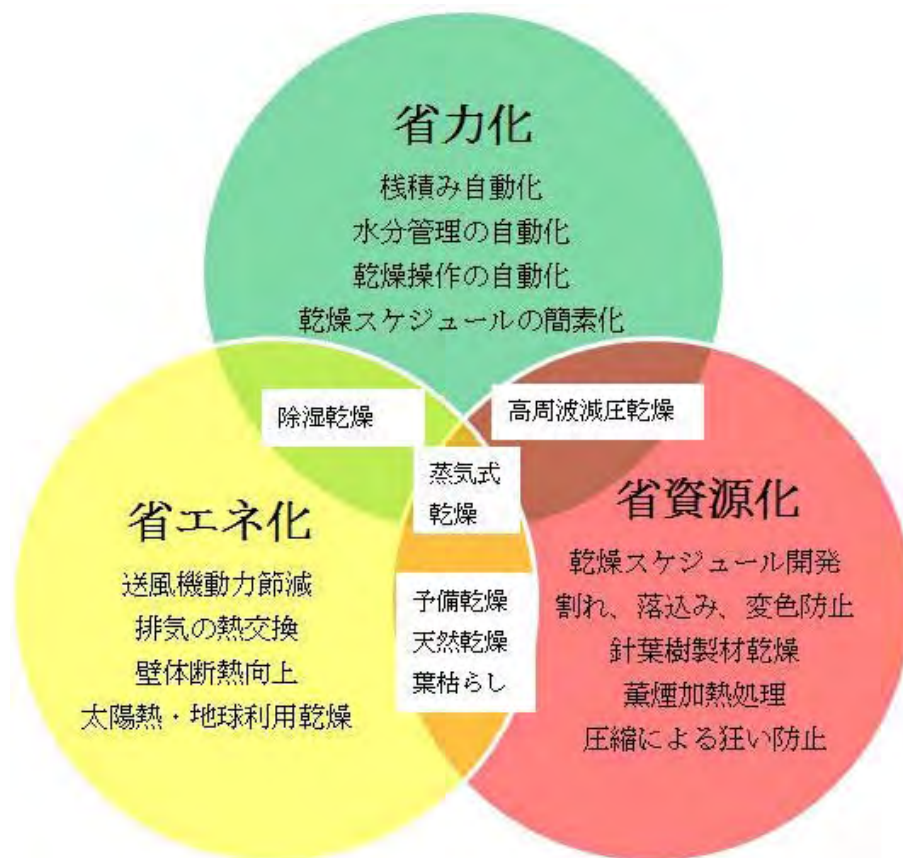 省力化
桟積み自動化
水分管理の自動化
乾燥操作の自動化
乾燥スケジュールの簡素化
除湿乾燥
高周波減圧乾燥
蒸気式
乾燥
省エネ化
送風機動力節減
排気の熱交換
壁体断熱向上
太陽熱・地球利用乾燥
予備乾燥
天然乾燥
葉枯らし
省資源化
乾燥スケジュール開発
割れ、落込み、変色防止
針葉樹製材乾燥
薫煙加熱処理
圧縮による狂い防止